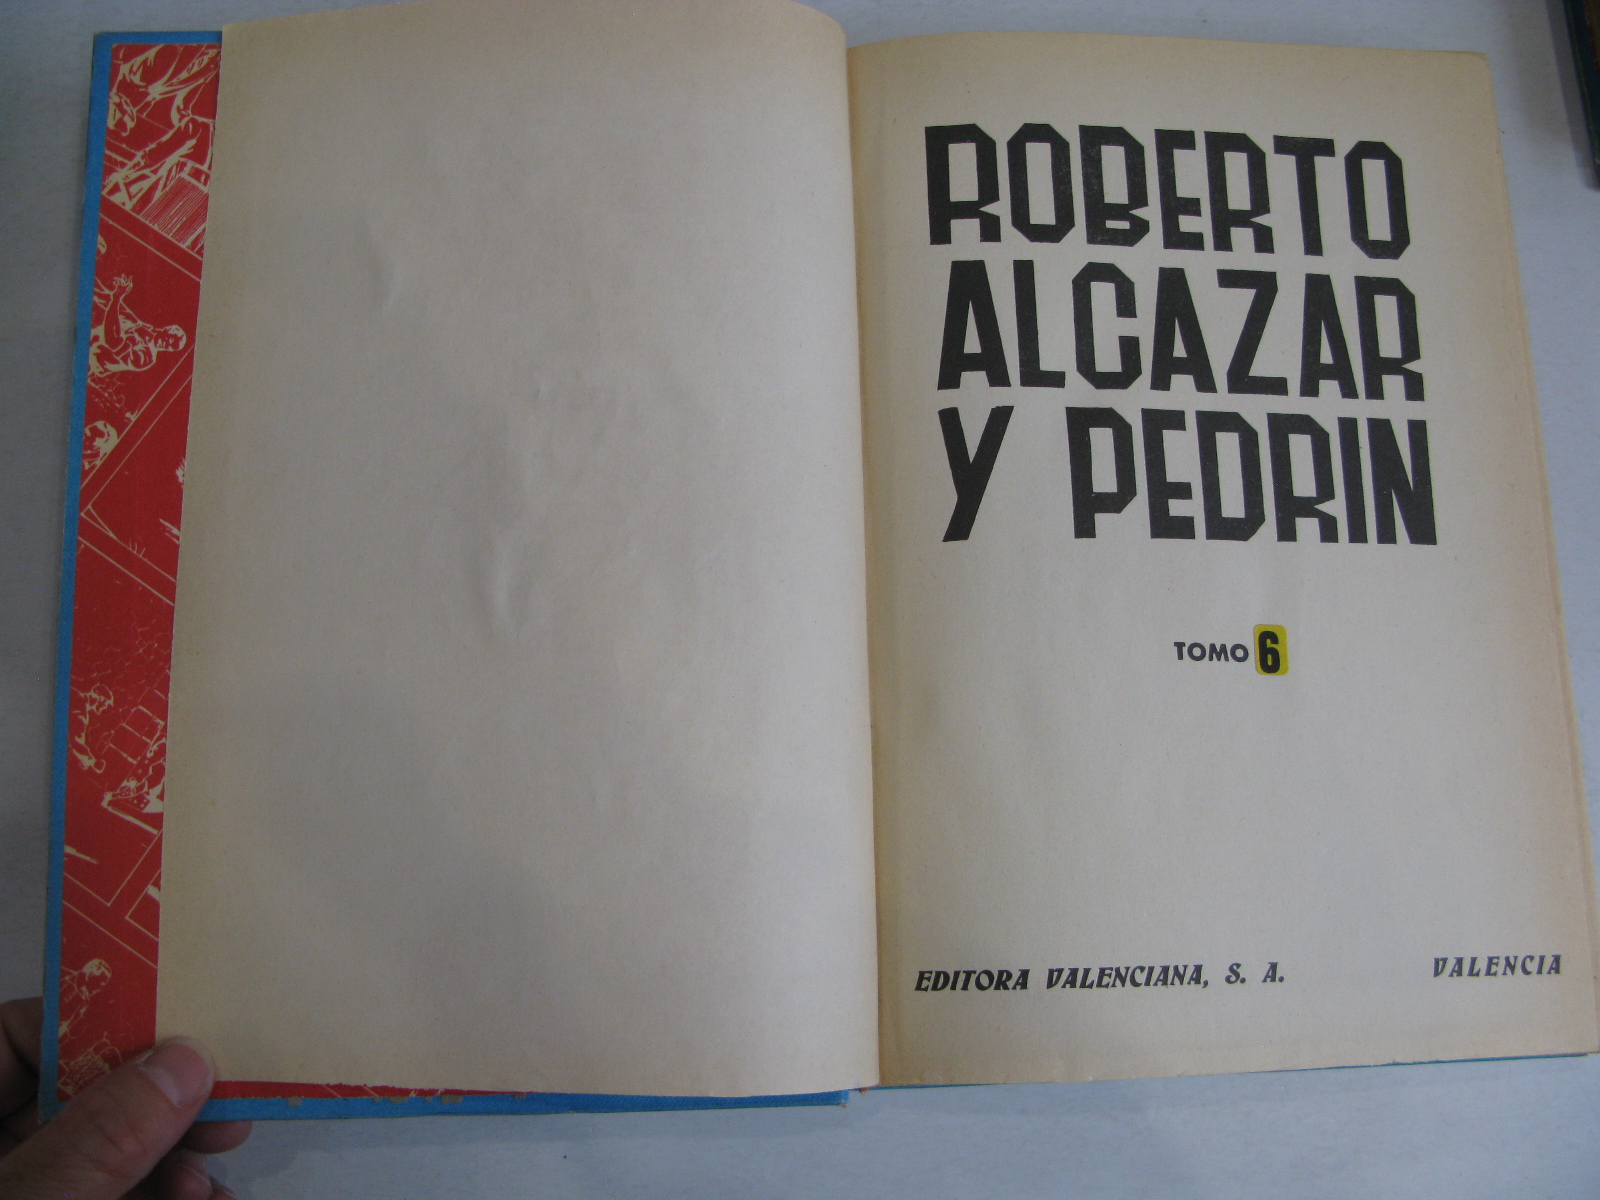 ROBERTO
ALCAZAR
Y PEDRIN
TOMO 6
EDITORA VALENCIANA, S. A. VALENCIA